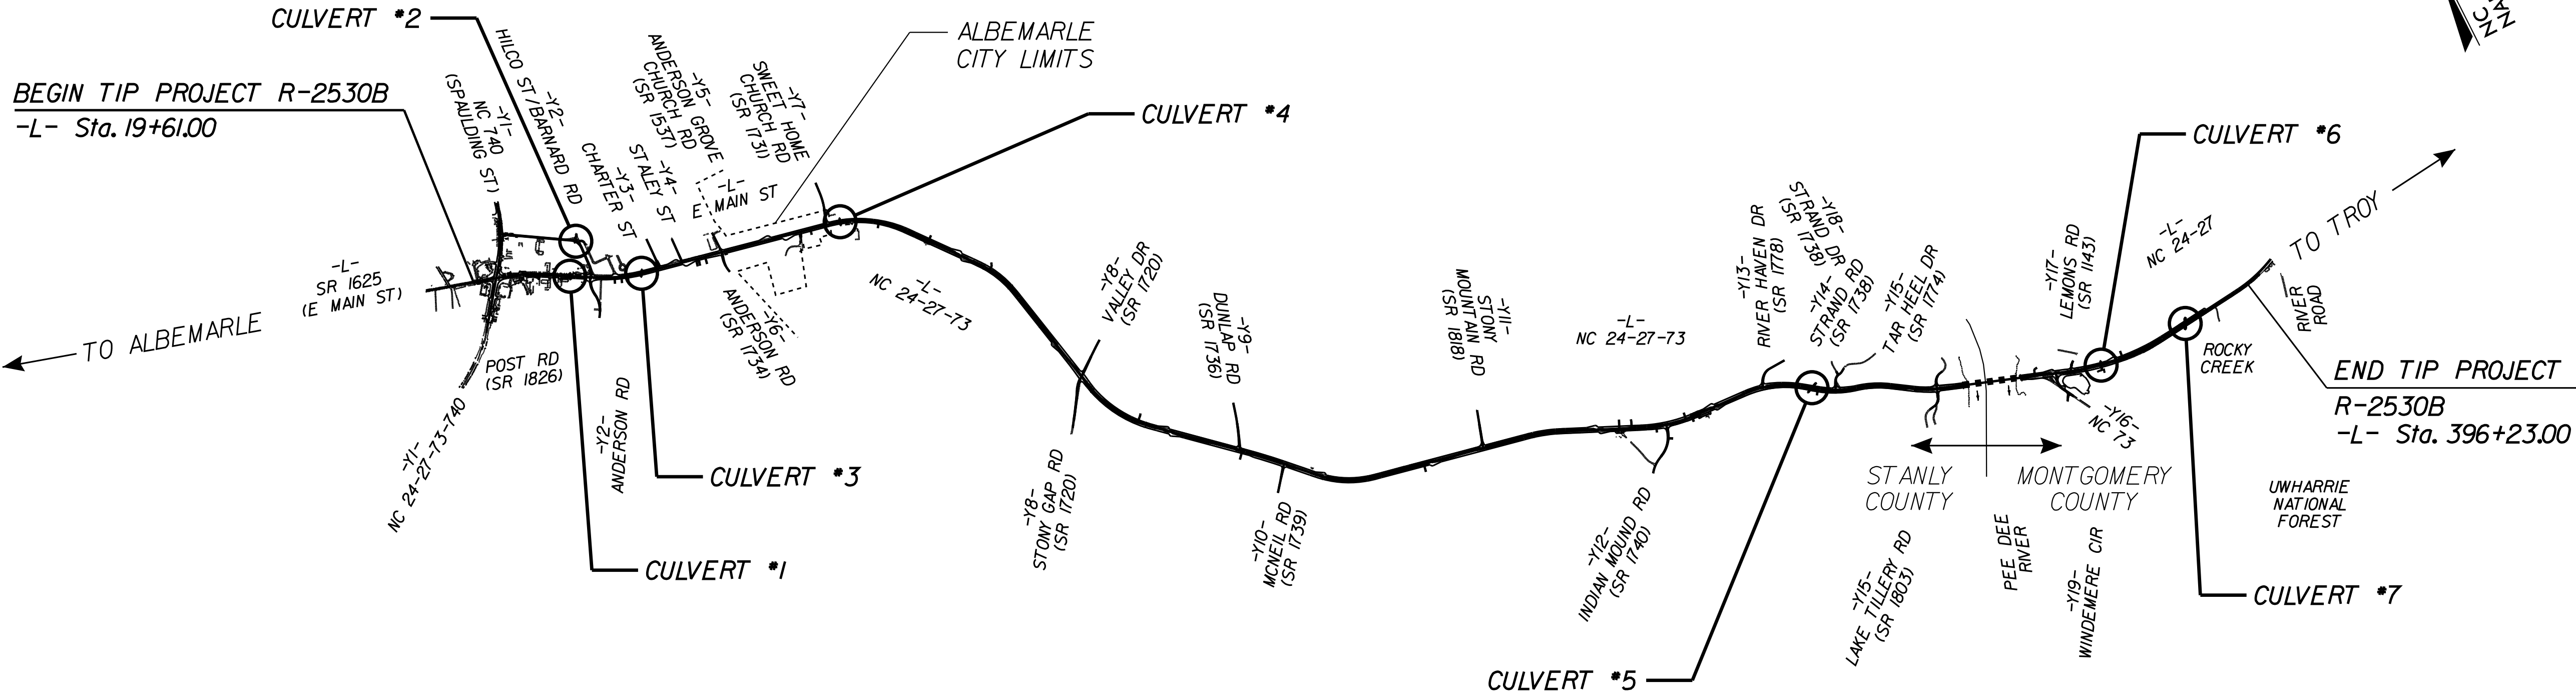 CULVERT #2
BEGIN TIP PROJECT R-2530B
-L- Sta. 19+61.00
-Y1-
NC 740
(SPAULDING ST)
-Y2-
HILCO ST/BARNARD RD
-Y3-
CHARTER ST
-Y4-
STALEY ST
-Y5-
ANDERSON GROVE
CHURCH RD
(SR 1537)
-L-
E MAIN ST
-Y7-
SWEET HOME
CHURCH RD
(SR 1731)
ALBEMARLE
CITY LIMITS
CULVERT #4
NC
TO ALBEMARLE
-L-
SR 1625
(E MAIN ST)
POST RD
(SR 1826)
-Y1-
NC 24-27-73-740
-Y2-
ANDERSON RD
CULVERT #3
CULVERT #1
-Y6-
ANDERSON RD
(SR 1734)
-L-
NC 24-27-73
-Y8-
VALLEY DR
(SR 1720)
-Y8-
STONY GAP RD
(SR 1720)
-Y9-
DUNLAP RD
(SR 1736)
-Y10-
MCNEIL RD
(SR 1739)
-Y11-
STONY
MOUNTAIN RD
(SR 1818)
-L-
NC 24-27-73
-Y12-
INDIAN MOUND RD
(SR 1740)
-Y13-
RIVER HAVEN DR
(SR 1778)
-Y18-
STRAND DR
(SR 1738)
-Y14-
STRAND RD
(SR 1738)
-Y15-
TAR HEEL DR
(SR 1774)
CULVERT #5
-Y15-
LAKE TILLERY RD
(SR 1803)
STANLY
COUNTY
MONTGOMERY
COUNTY
PEE DEE
RIVER
-Y19-
WINDEMERE CIR
-Y16-
NC 73
-Y17-
LEMONS RD
(SR 1143)
CULVERT #6
-L-
NC 24-27
TO TROY
RIVER
ROAD
ROCKY
CREEK
END TIP PROJECT
R-2530B
-L- Sta. 396+23.00
UWHARRIE
NATIONAL
FOREST
CULVERT #7